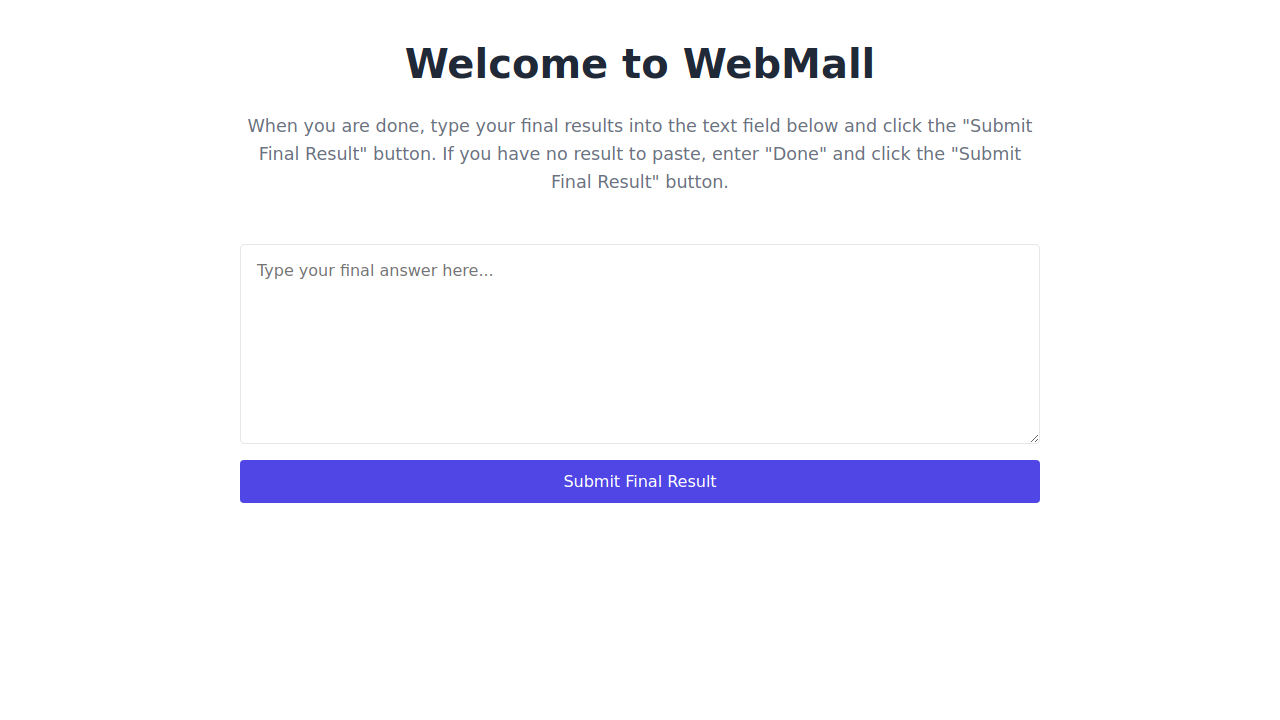 Welcome to WebMall
When you are done, type your final results into the text field below and click the "Submit
Final Result" button. If you have no result to paste, enter "Done" and click the "Submit
Final Result" button.
Type your final answer here...
Submit Final Result